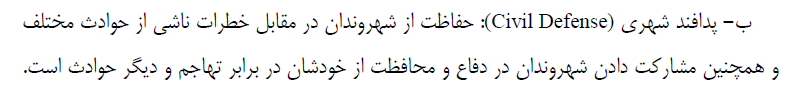 ب- پدافند شهری (Civil Defense): حفاظت از شهروندان در مقابل خطرات ناشی از حوادث مختلف
و همچنین مشارکت دادن شهروندان در دفاع و محافظت از خودشان در برابر تهاجم و دیگر حوادث است.